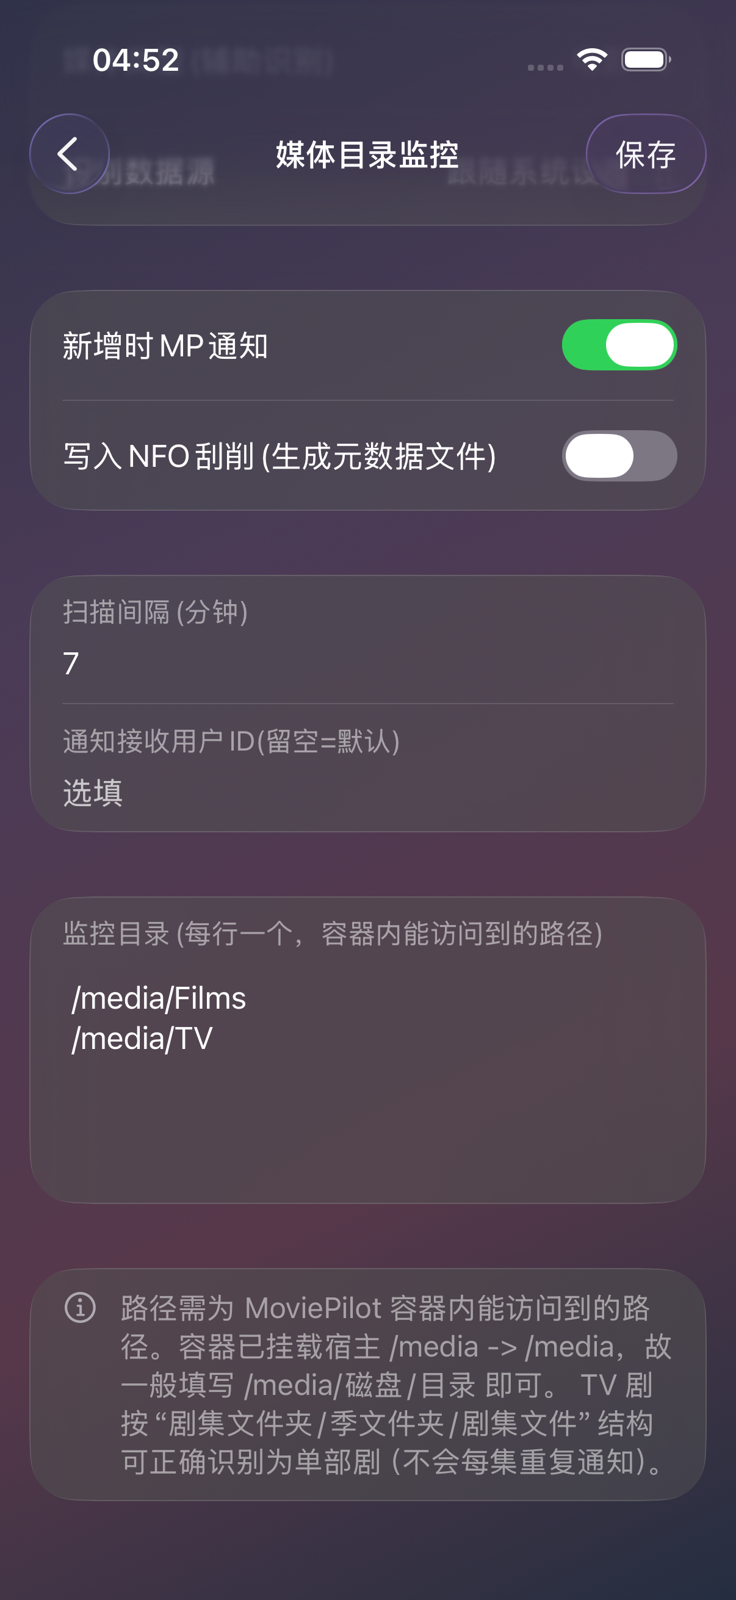 04:52
媒体目录监控
保存
新增时 MP 通知
写入 NFO 刮削 (生成元数据文件)
扫描间隔 (分钟)
7
通知接收用户 ID(留空=默认)
选填
监控目录 (每行一个，容器内能访问到的路径)
/media/Films
/media/TV
路径需为 MoviePilot 容器内能访问到的路
径。容器已挂载宿主 /media -> /media，故
一般填写 /media/磁盘/目录 即可。 TV 剧
按 “剧集文件夹/季文件夹/剧集文件” 结构
可正确识别为单部剧 (不会每集重复通知)。